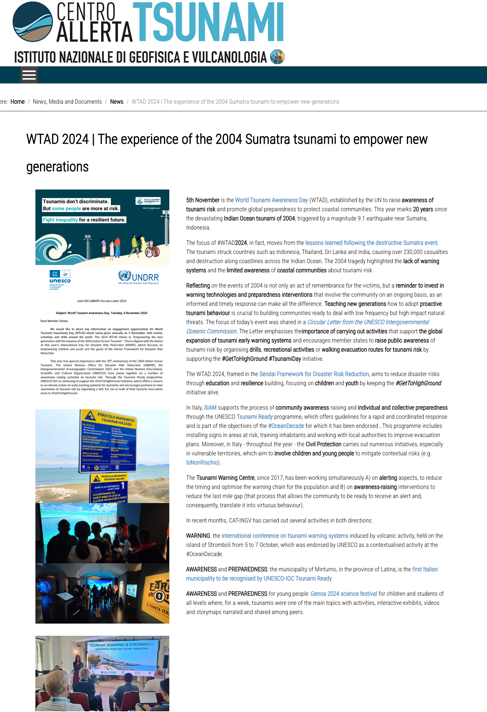 CENTRO
ALLERTA
TSUNAMI
ISTITUTO NAZIONALE DI GEOFISICA E VULCANOLOGIA
ere: Home / News, Media and Documents / News / WTAD 2024 | The experience of the 2004 Sumatra tsunami to empower new generations
WTAD 2024 | The experience of the 2004 Sumatra tsunami to empower new
generations
Tsunamis don't discriminate.
But some people are more at risk.
Fight inequality for a resilient future.
unesco
UNDRR
Joint IOC-UNDRR Circular Letter 2024
Subject: World Tsunami Awareness Day, Tuesday, 5 November 2024
PERICOLO MAREMOTO
TSUNAMI HAZARD
5th November is the World Tsunami Awareness Day (WTAD), established by the UN to raise awareness of
tsunami risk and promote global preparedness to protect coastal communities. This year marks 20 years since
the devastating Indian Ocean tsunami of 2004, triggered by a magnitude 9.1 earthquake near Sumatra,
Indonesia.
The focus of #WTAD2024, in fact, moves from the lessons learned following the destructive Sumatra event.
The tsunami struck countries such as Indonesia, Thailand, Sri Lanka and India, causing over 230,000 casualties
and destruction along coastlines across the Indian Ocean. The 2004 tragedy highlighted the lack of warning
systems and the limited awareness of coastal communities about tsunami risk.
Reflecting on the events of 2004 is not only an act of remembrance for the victims, but a reminder to invest in
warning technologies and preparedness interventions that involve the community on an ongoing basis, as an
informed and timely response can make all the difference. Teaching new generations how to adopt proactive
tsunami behaviour is crucial to building communities ready to deal with low frequency but high impact natural
threats. The focus of today's event was shared in a Circular Letter from the UNESCO Intergovernmental
Oceanic Commission. The Letter emphasises the importance of carrying out activities that support the global
expansion of tsunami early warning systems and encourages member states to raise public awareness of
tsunami risk by organising drills, recreational activities or walking evacuation routes for tsunami risk by
supporting the #GetToHighGround #TsunamiDay initiative.
The WTAD 2024, framed in the Sendai Framework for Disaster Risk Reduction, aims to reduce disaster risks
through education and resilience building, focusing on children and youth by keeping the #GetToHighGround
initiative alive.
In Italy, SiAM supports the process of community awareness raising and individual and collective preparedness
through the UNESCO Tsunami Ready programme, which offers guidelines for a rapid and coordinated response
and is part of the objectives of the #OceanDecade for which it has been endorsed. This programme includes
installing signs in areas at risk, training inhabitants and working with local authorities to improve evacuation
plans. Moreover, in Italy - throughout the year - the Civil Protection carries out numerous initiatives, especially
in vulnerable territories, which aim to involve children and young people to mitigate contextual risks (e.g.
IoNonRischio).
The Tsunami Warning Centre, since 2017, has been working simultaneously A) on alerting aspects, to reduce
the timing and optimise the warning chain for the population and B) on awareness-raising interventions to
reduce the last mile gap (that process that allows the community to be ready to receive an alert and,
consequently, translate it into virtuous behaviour).
In recent months, CAT-INGV has carried out several activities in both directions:
WARNING: the international conference on tsunami warning systems induced by volcanic activity, held on the
island of Stromboli from 5 to 7 October, which was endorsed by UNESCO as a contextualised activity at the
#OceanDecade.
AWARENESS and PREPAREDNESS: the municipality of Minturno, in the province of Latina, is the first Italian
municipality to be recognised by UNESCO-IOC Tsunami Ready.
AWARENESS and PREPAREDNESS for young people: Genoa 2024 science festival for children and students of
all levels where, for a week, tsunamis were one of the main topics with activities, interactive exhibits, videos
and storymaps narrated and shared among peers.